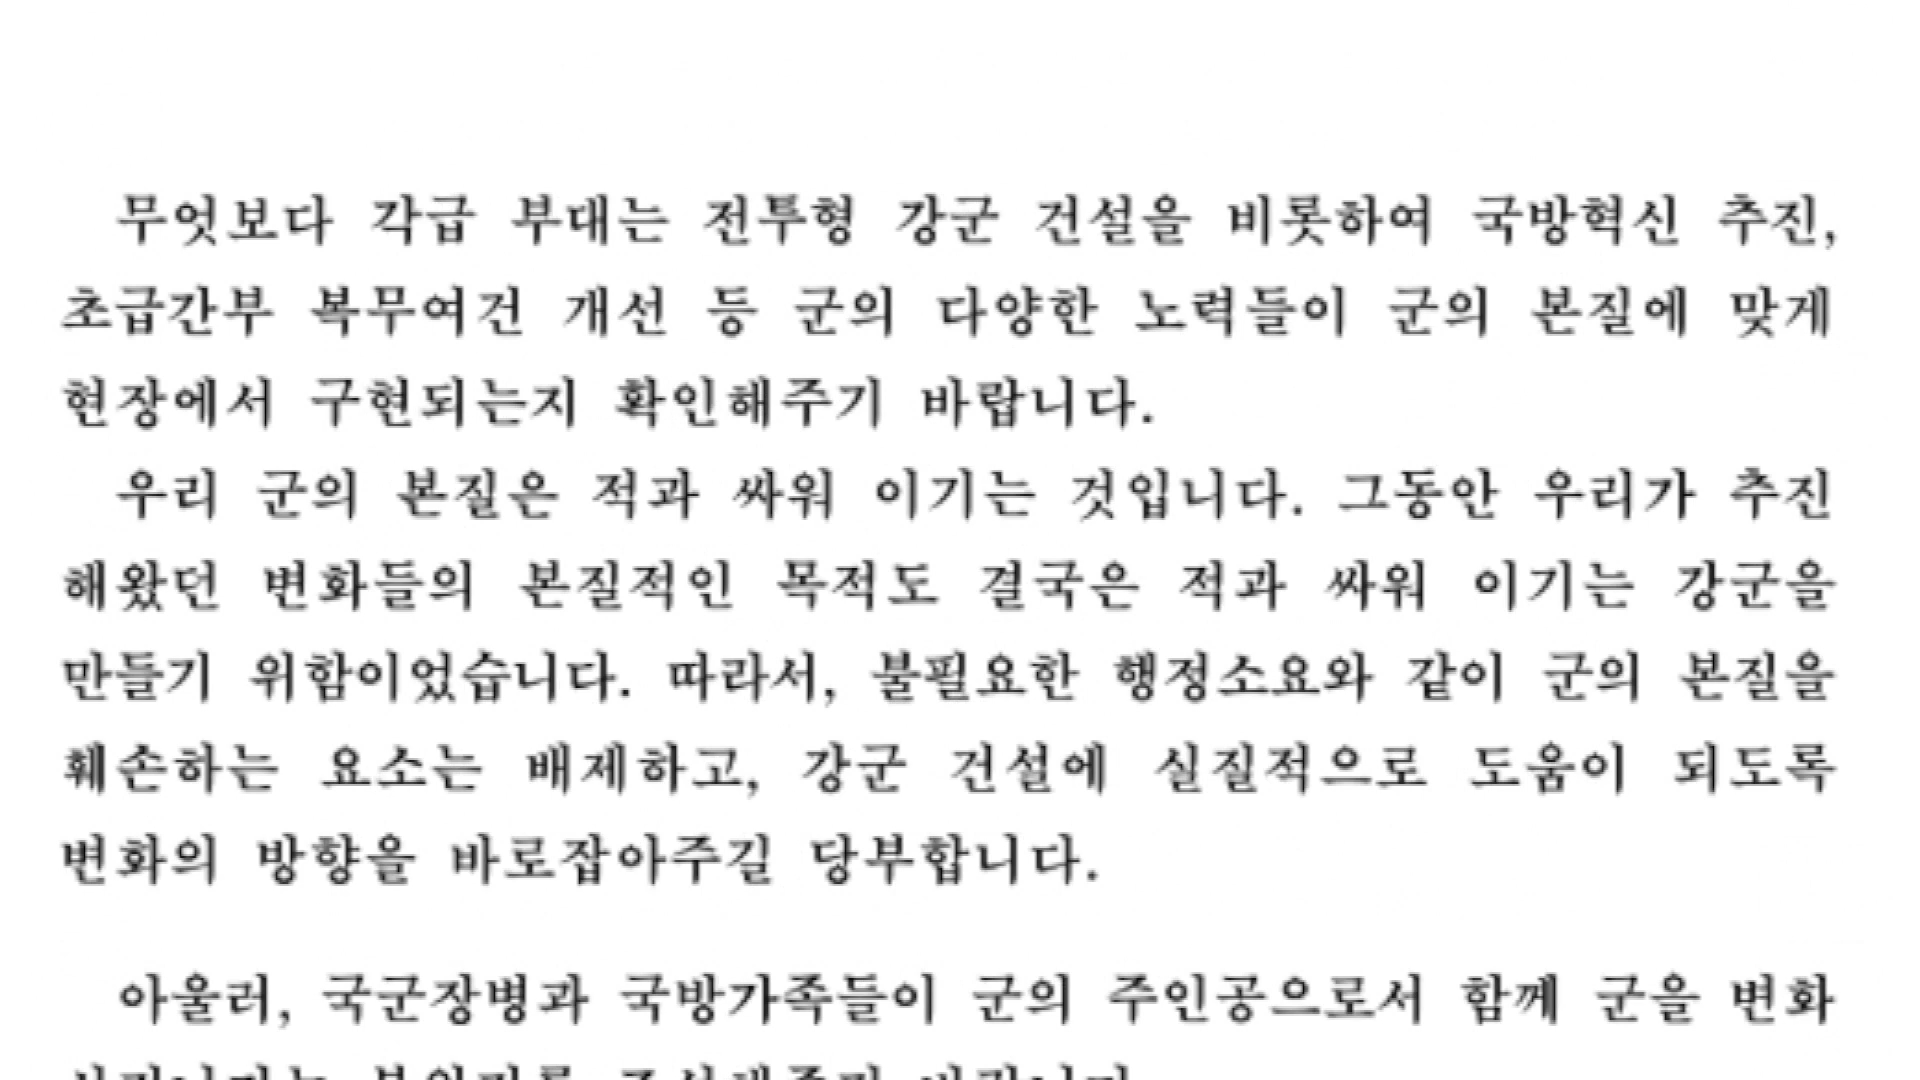 무엇보다 각급 부대는 전투형 강군 건설을 비롯하여 국방혁신 추진,
초급간부 복무여건 개선 등 군의 다양한 노력들이 군의 본질에 맞게
현장에서 구현되는지 확인해주기 바랍니다.
우리 군의 본질은 적과 싸워 이기는 것입니다. 그동안 우리가 추진
해왔던 변화들의 본질적인 목적도 결국은 적과 싸워 이기는 강군을
만들기 위함이었습니다. 따라서, 불필요한 행정소요와 같이 군의 본질을
훼손하는 요소는 배제하고, 강군 건설에 실질적으로 도움이 되도록
변화의 방향을 바로잡아주길 당부합니다.
아울러, 국군장병과 국방가족들이 군의 주인공으로서 함께 군을 변화